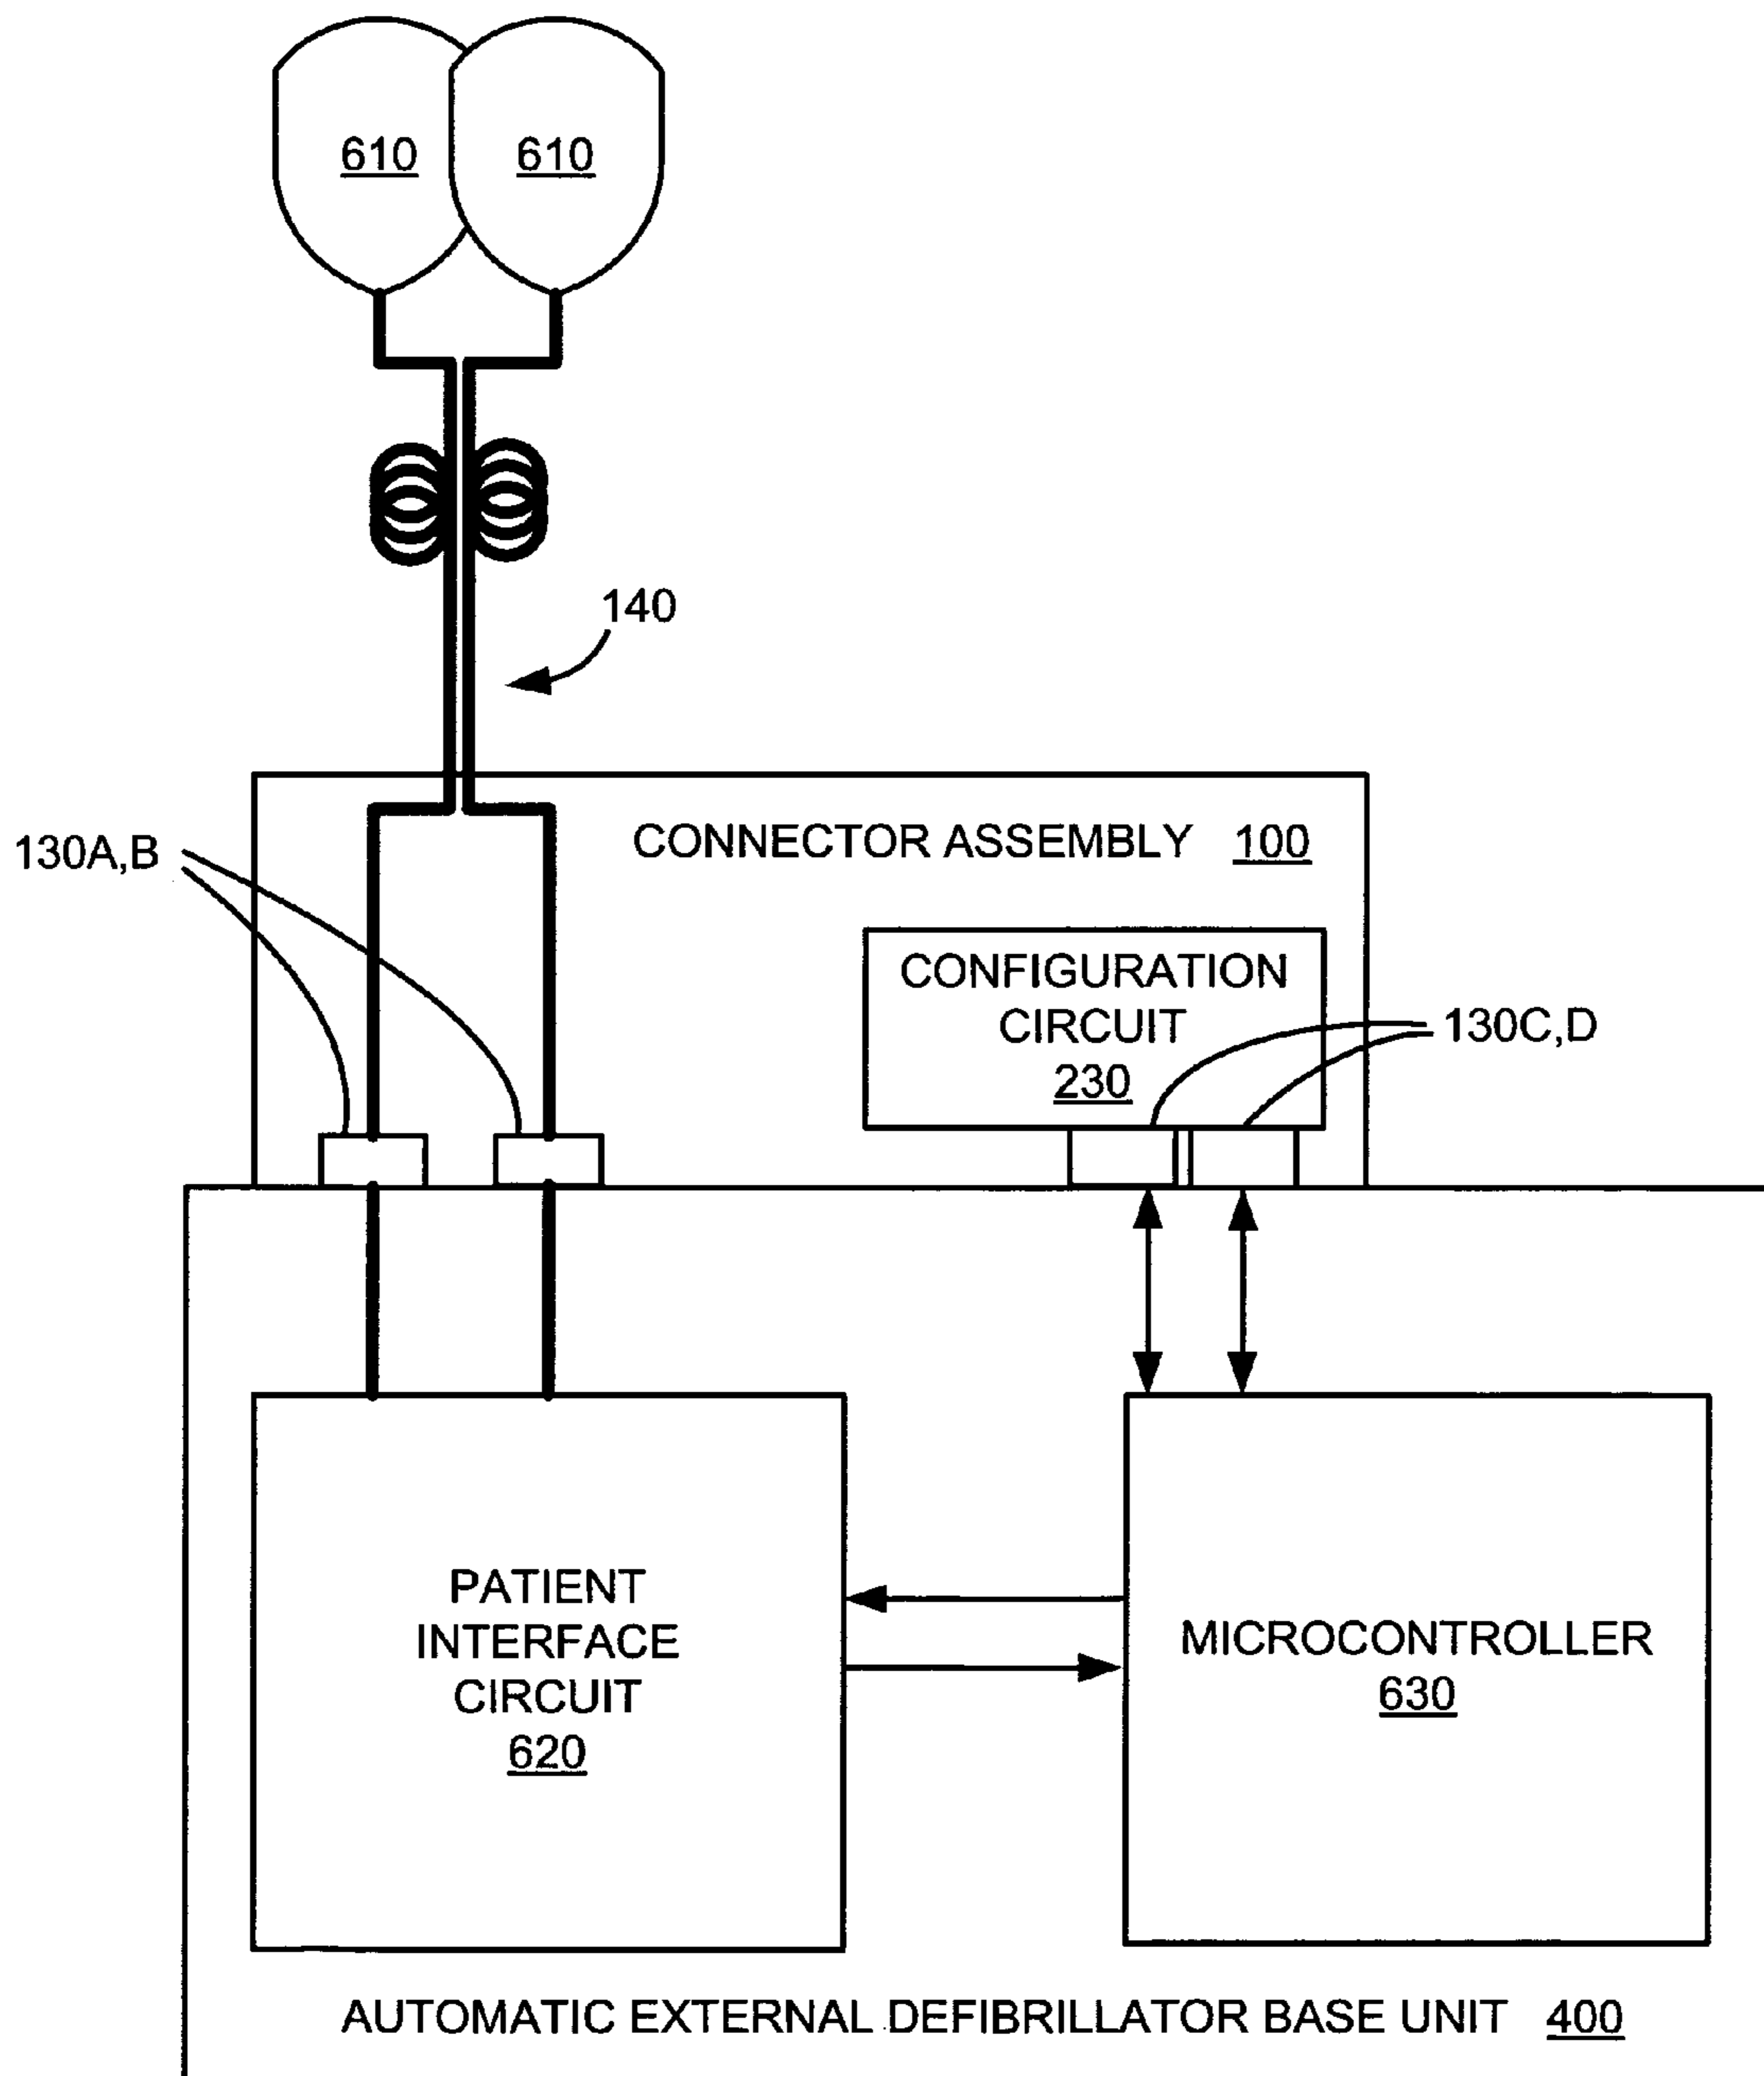 610 610
140
CONNECTOR ASSEMBLY 100
130A,B
CONFIGURATION
CIRCUIT
230
130C,D
PATIENT
INTERFACE
CIRCUIT
620
MICROCONTROLLER
630
AUTOMATIC EXTERNAL DEFIBRILLATOR BASE UNIT 400